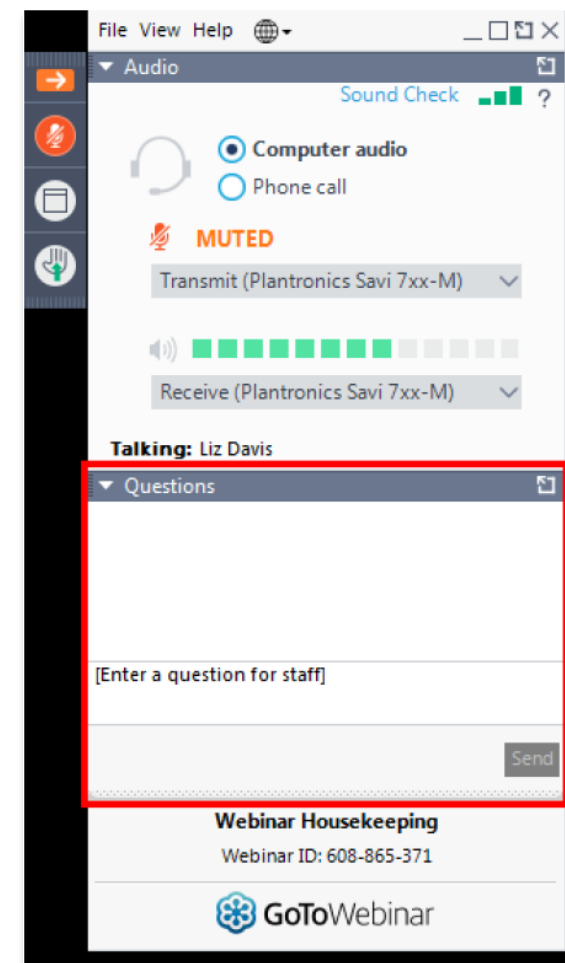 File View Help
Audio
Sound Check ?
Computer audio
Phone call
MUTED
Transmit (Plantronics Savi 7xx-M)
Receive (Plantronics Savi 7xx-M)
Talking: Liz Davis
Questions
[Enter a question for staff]
Send
Webinar Housekeeping
Webinar ID: 608-865-371
GoToWebinar